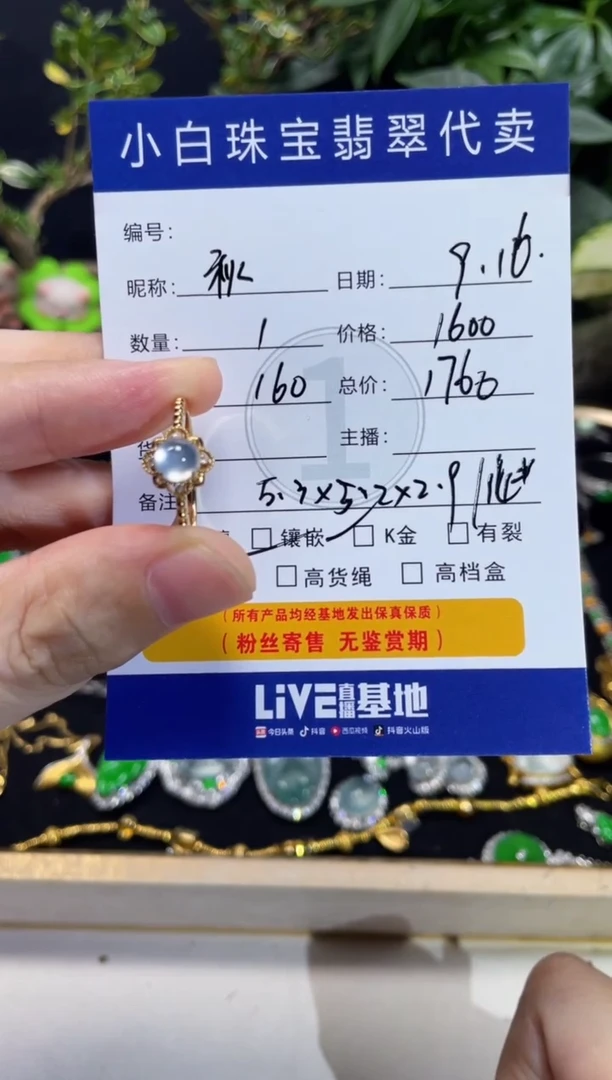 小白珠宝翡翠代卖
编号:
昵称: 日期: 9.16.
数量: 1 价格: 1600
160 总价: 1760
主播:
备注 5.3×5.2×2.9
□镶嵌 □K金 □有裂
□高货绳 □高档盒
(所有产品均经基地发出保真保质)
(粉丝寄售 无鉴赏期)
LiVE直播基地
今日头条 抖音 西瓜视频 抖音火山版